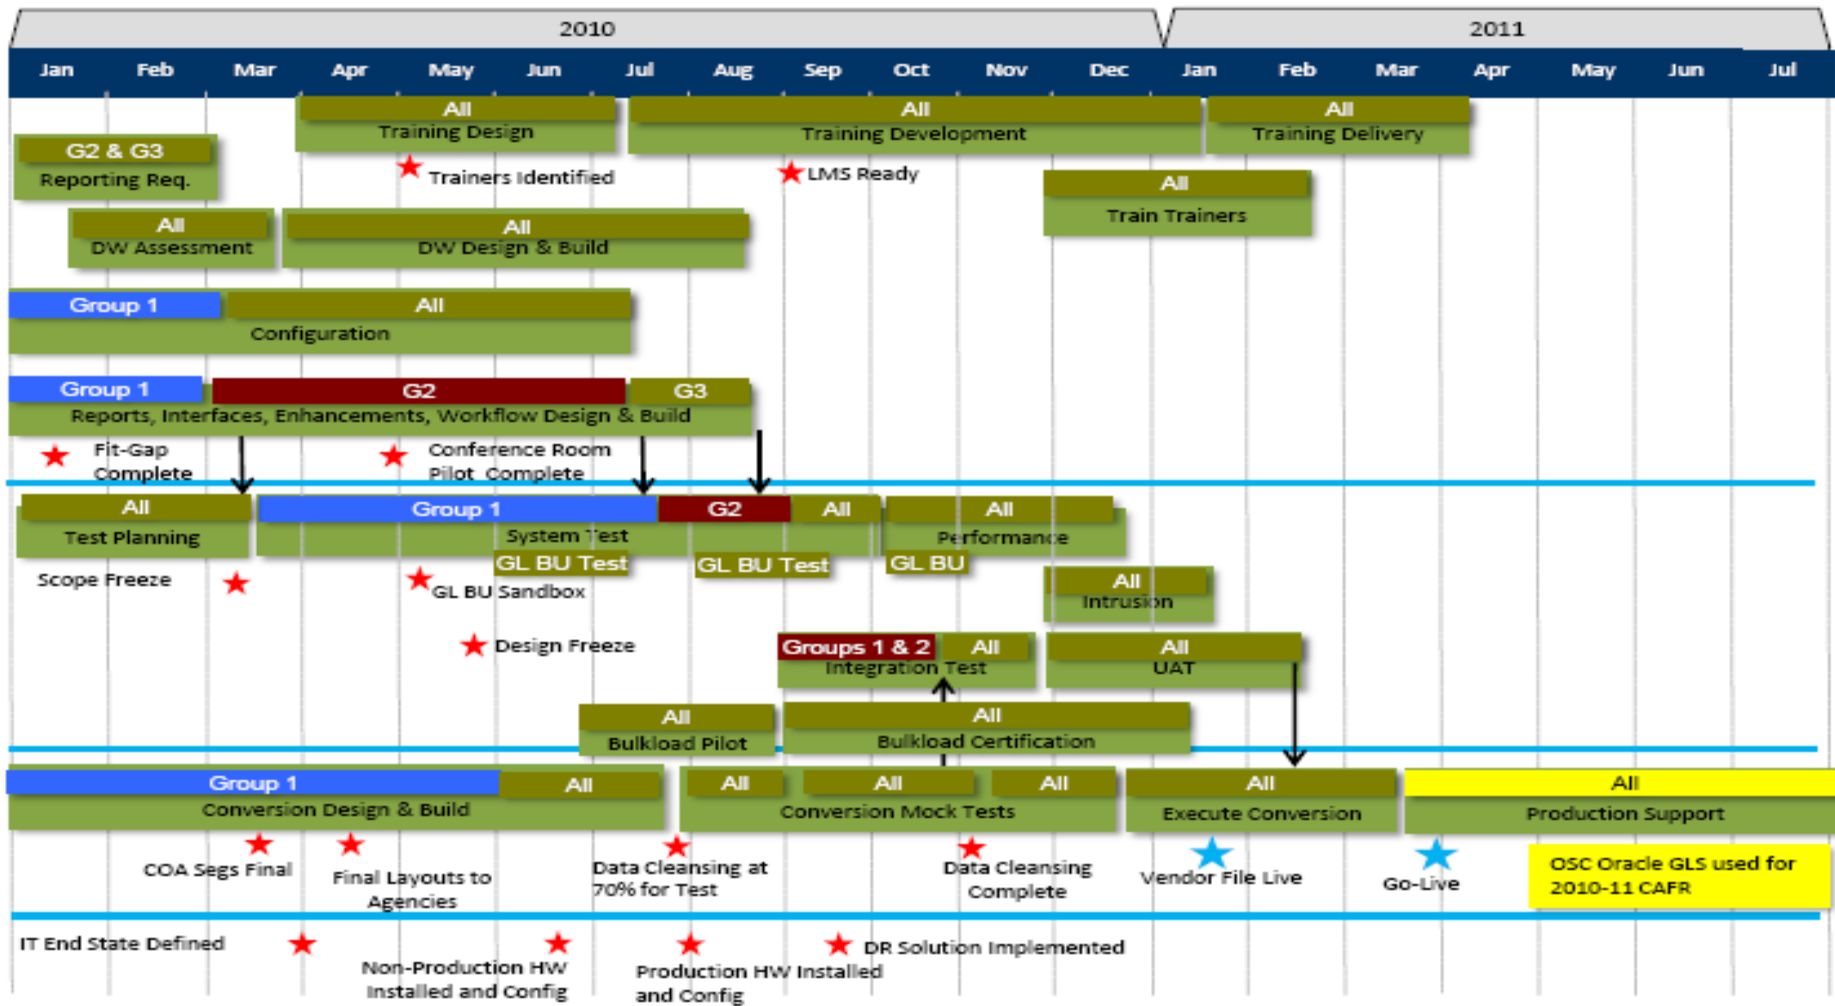 2010
2011
Jan Feb Mar Apr May Jun Jul Aug Sep Oct Nov Dec Jan Feb Mar Apr May Jun Jul
All
Training Design
All
Training Development
All
Training Delivery
G2 & G3
Reporting Req.
Trainers Identified
LMS Ready
All
Train Trainers
All
DW Assessment
All
DW Design & Build
Group 1
All
Configuration
Group 1
G2
G3
Reports, Interfaces, Enhancements, Workflow Design & Build
Fit-Gap
Complete
Conference Room
Pilot Complete
All
Test Planning
Group 1
G2
All
System Test
All
Performance
GL BU Test
GL BU Test
GL BU
Scope Freeze
GL BU Sandbox
All
Intrusion
Design Freeze
Groups 1 & 2
All
Integration Test
All
UAT
All
Bulkload Pilot
All
Bulkload Certification
Group 1
All
Conversion Design & Build
All
All
All
Conversion Mock Tests
All
Execute Conversion
All
Production Support
COA Segs Final
Final Layouts to
Agencies
Data Cleansing at
70% for Test
Data Cleansing
Complete
Vendor File Live
Go-Live
OSC Oracle GLS used for
2010-11 CAFR
IT End State Defined
Non-Production HW
Installed and Config
Production HW Installed
and Config
DR Solution Implemented